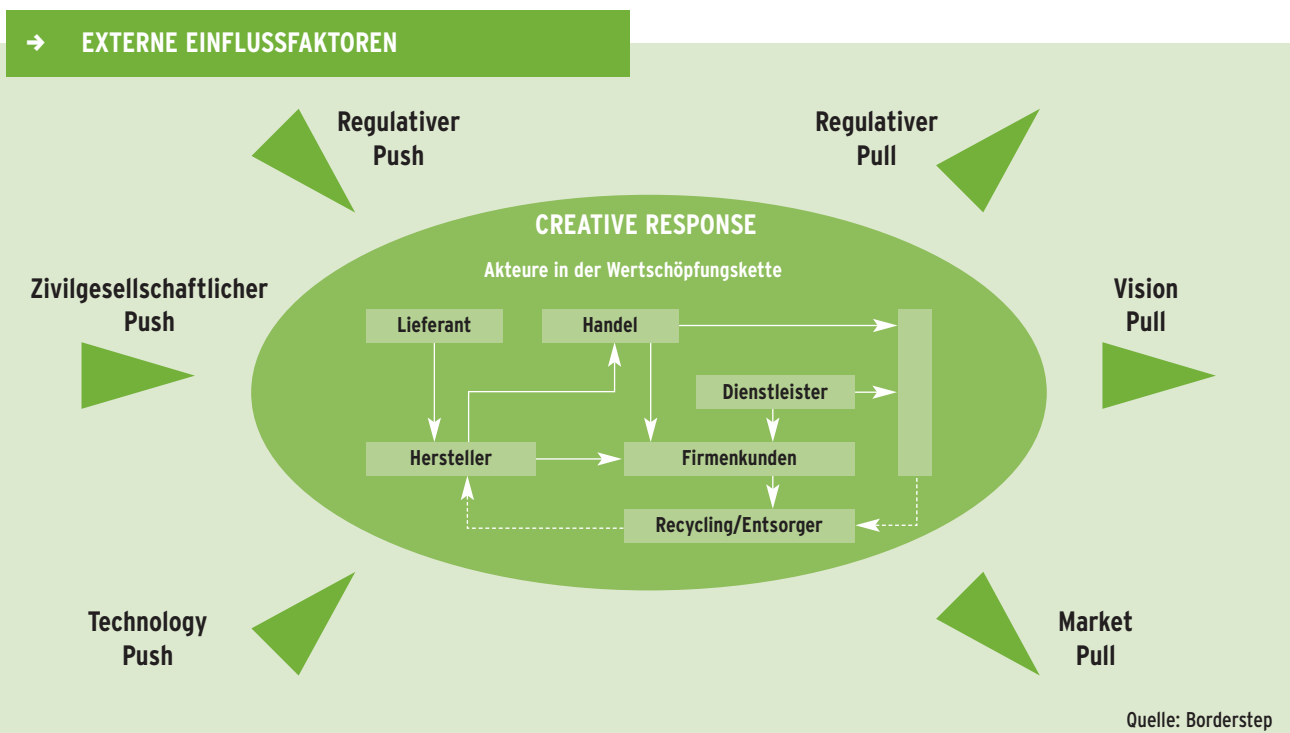 → EXTERNE EINFLUSSFAKTOREN
Regulativer
Push
Regulativer
Pull
CREATIVE RESPONSE
Akteure in der Wertschöpfungskette
Zivilgesellschaftlicher
Push
Vision
Pull
Lieferant
Handel
Dienstleister
Hersteller
Firmenkunden
Recycling/Entsorger
Technology
Push
Market
Pull
Quelle: Borderstep